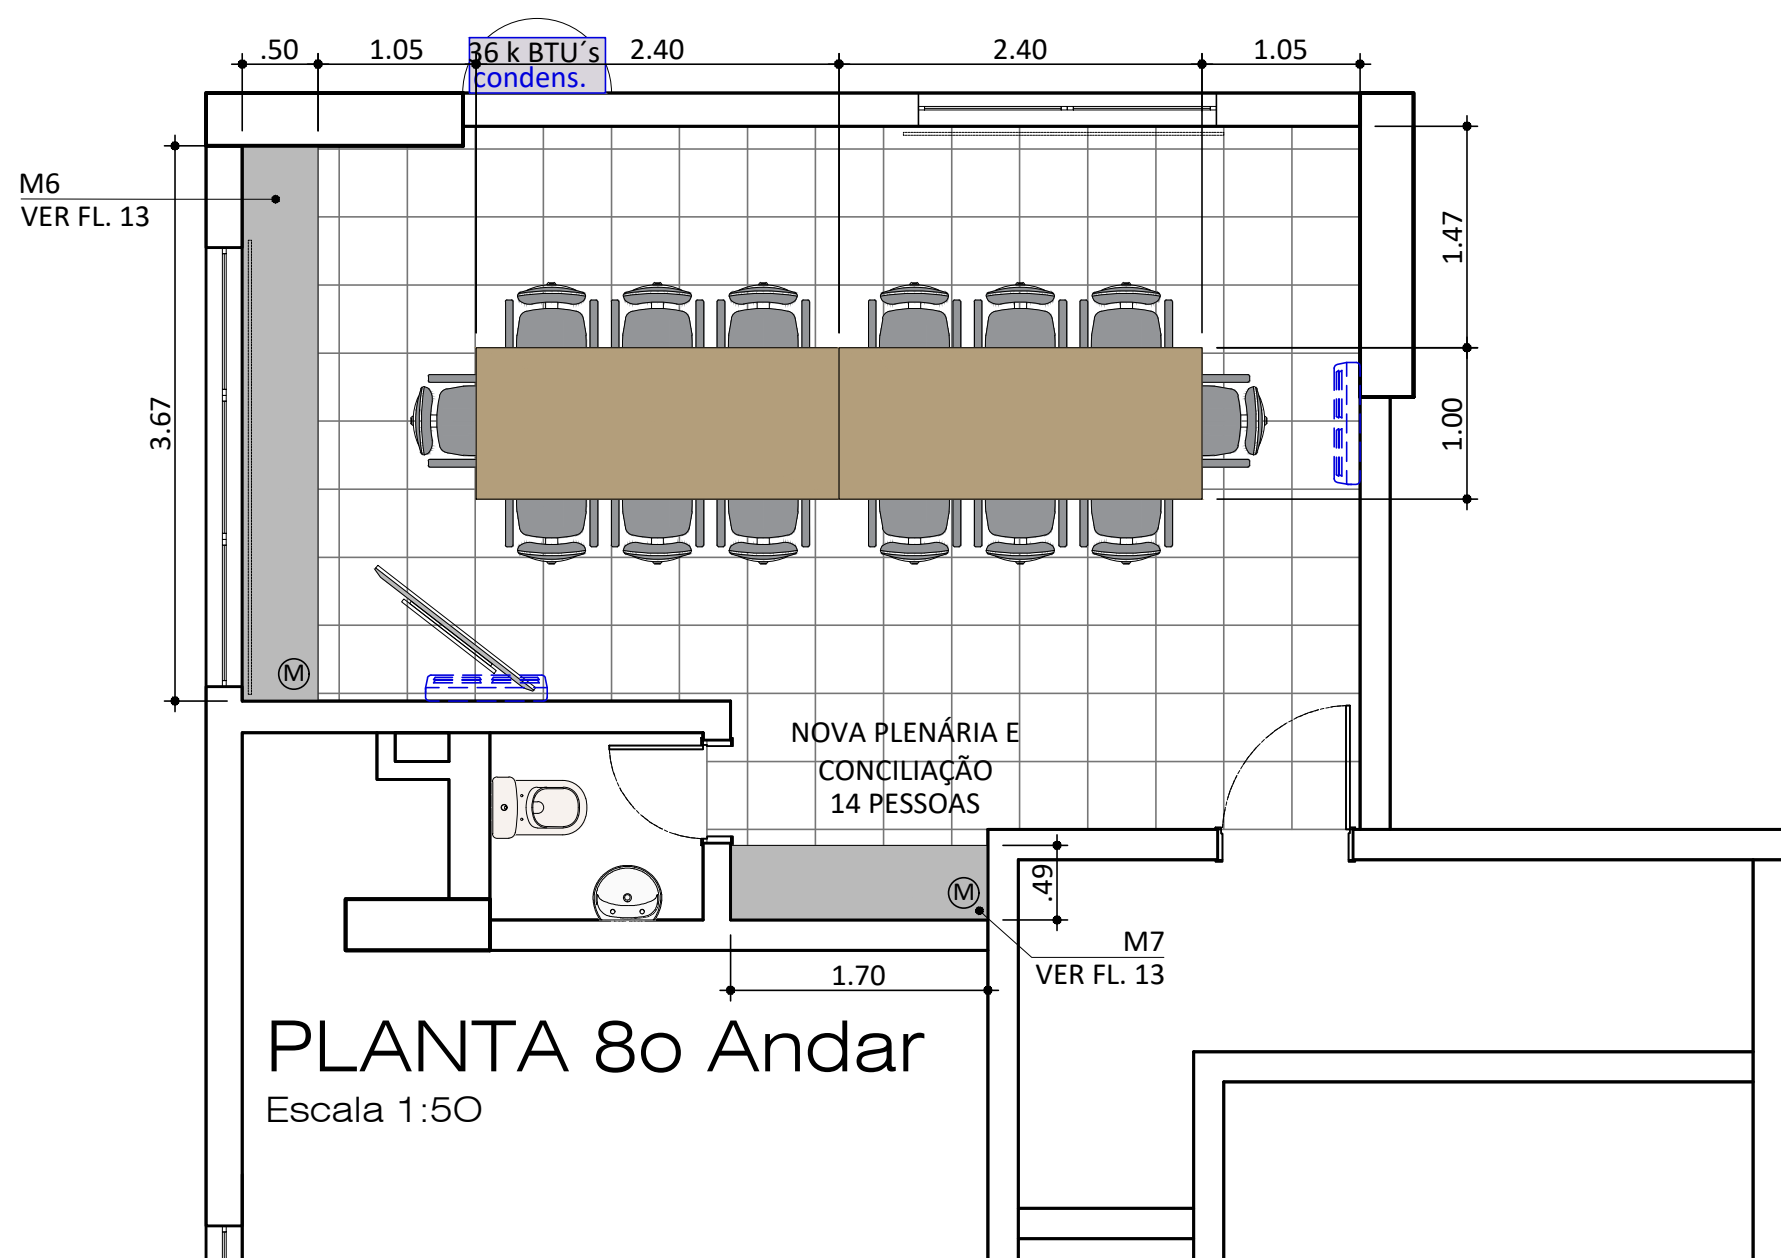 .50
1.05
36 k BTU´s
condens.
2.40
2.40
1.05
M6
VER FL. 13
3.67
1.47
1.00
M
NOVA PLENÁRIA E
CONCILIAÇÃO
14 PESSOAS
.49
M
M7
VER FL. 13
1.70
PLANTA 8o Andar
Escala 1:50